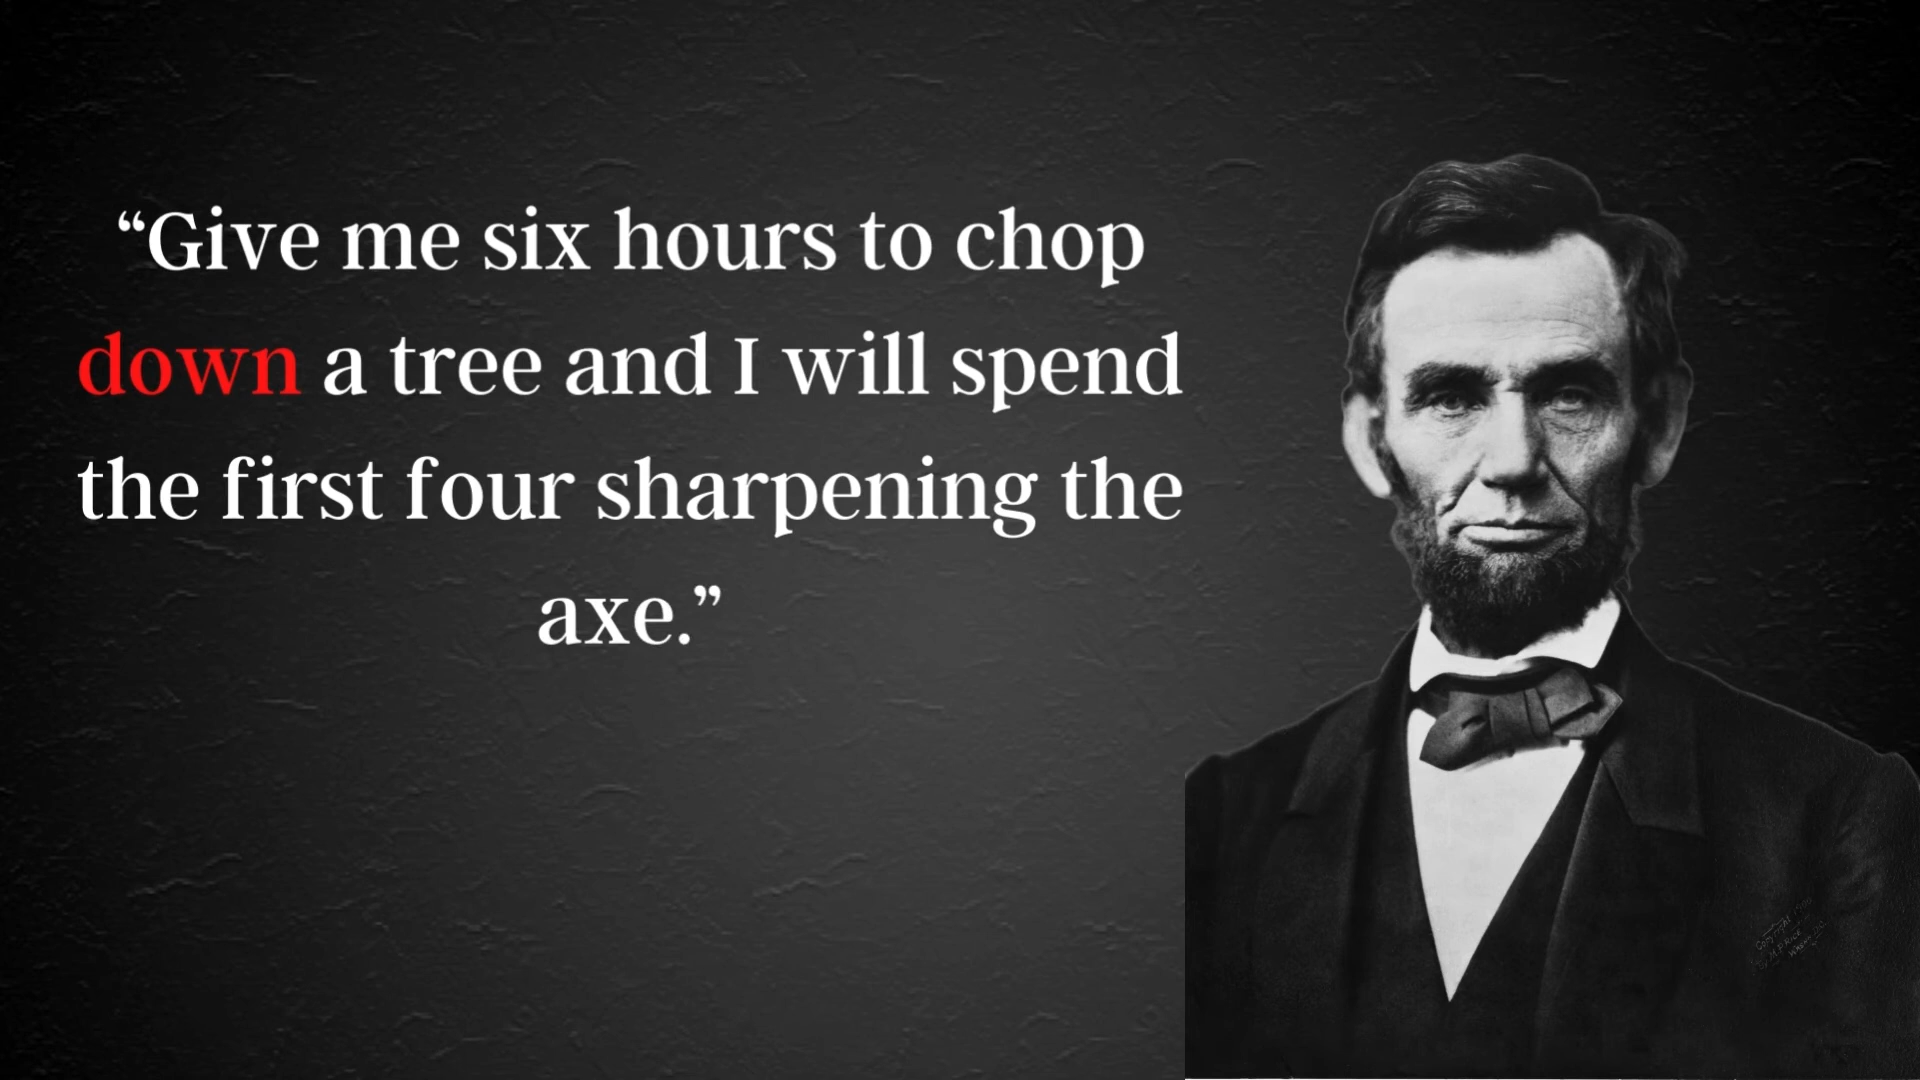 “Give me six hours to chop
down a tree and I will spend
the first four sharpening the
axe.”